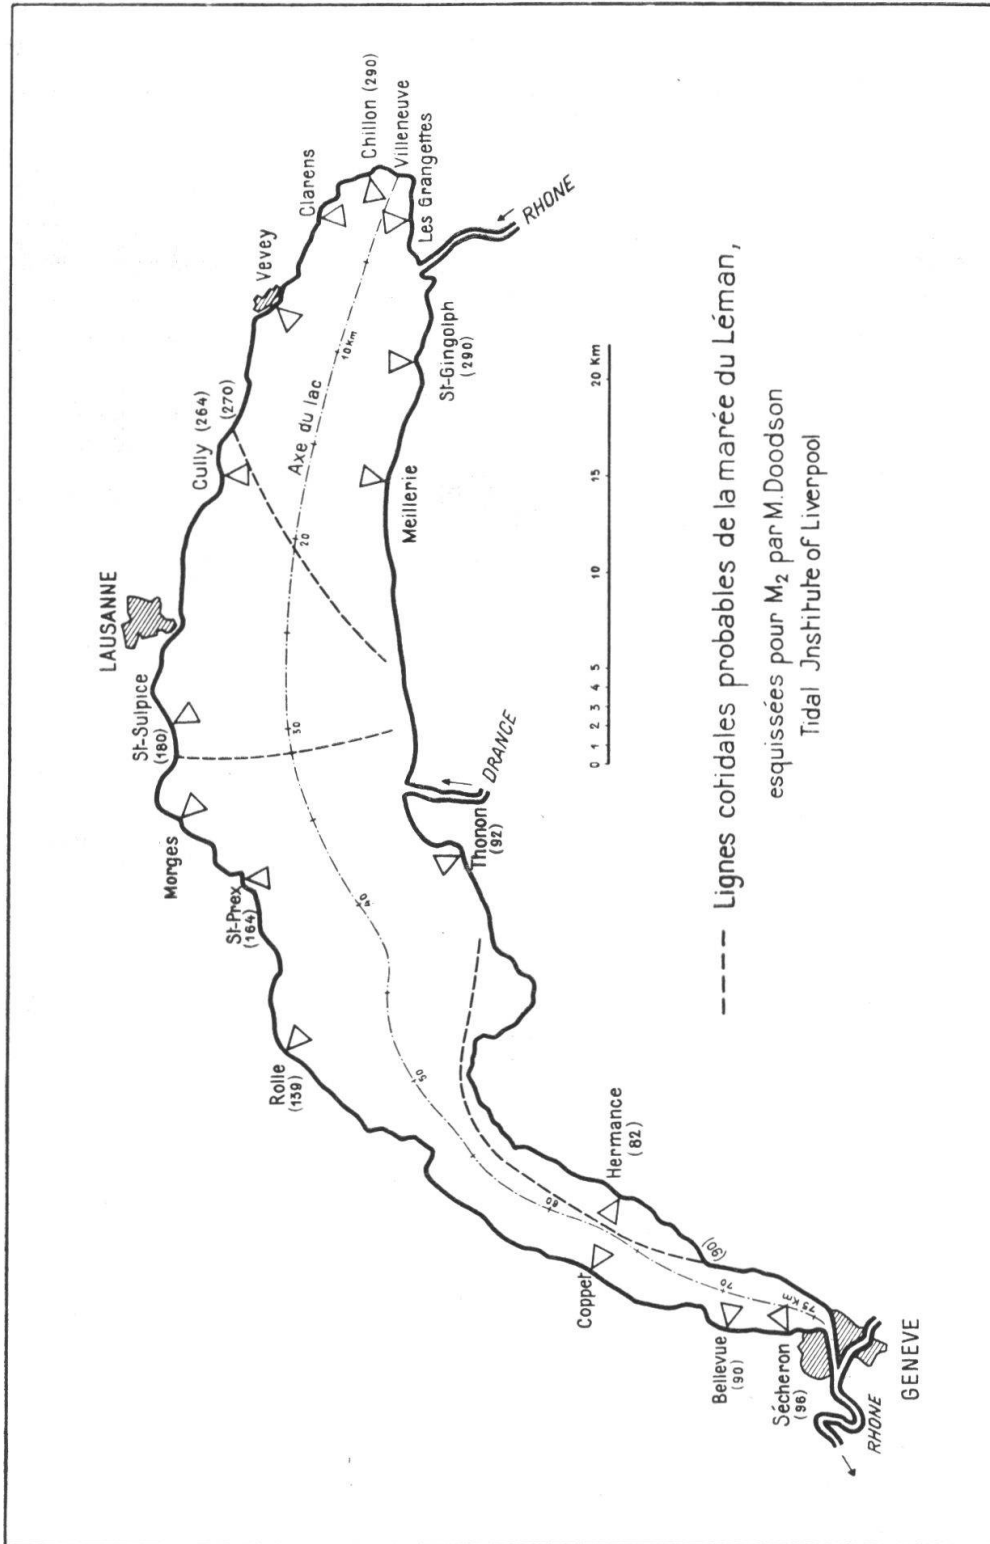 Chillon (290)
Villeneuve
Les Grangettes
Clarens
Vevey
RHONE
Cully (264)
(270)
Axe du lac
10 Km
St-Gingolph
(290)
Meillerie
20
LAUSANNE
St-Sulpice
(180)
30
DRANCE
Morges
St-Prex
(164)
40
Thonon
(92)
Rolle
(139)
50
Hermance
(82)
60
Coppet
(90)
70
75 Km
Bellevue
(90)
Sécheron
(96)
GENEVE
RHONE
0 1 2 3 4 5 10 15 20 Km
Lignes cotidales probables de la marée du Léman,
esquissées pour M2 par M.Doodson
Tidal Jnstitute of Liverpool